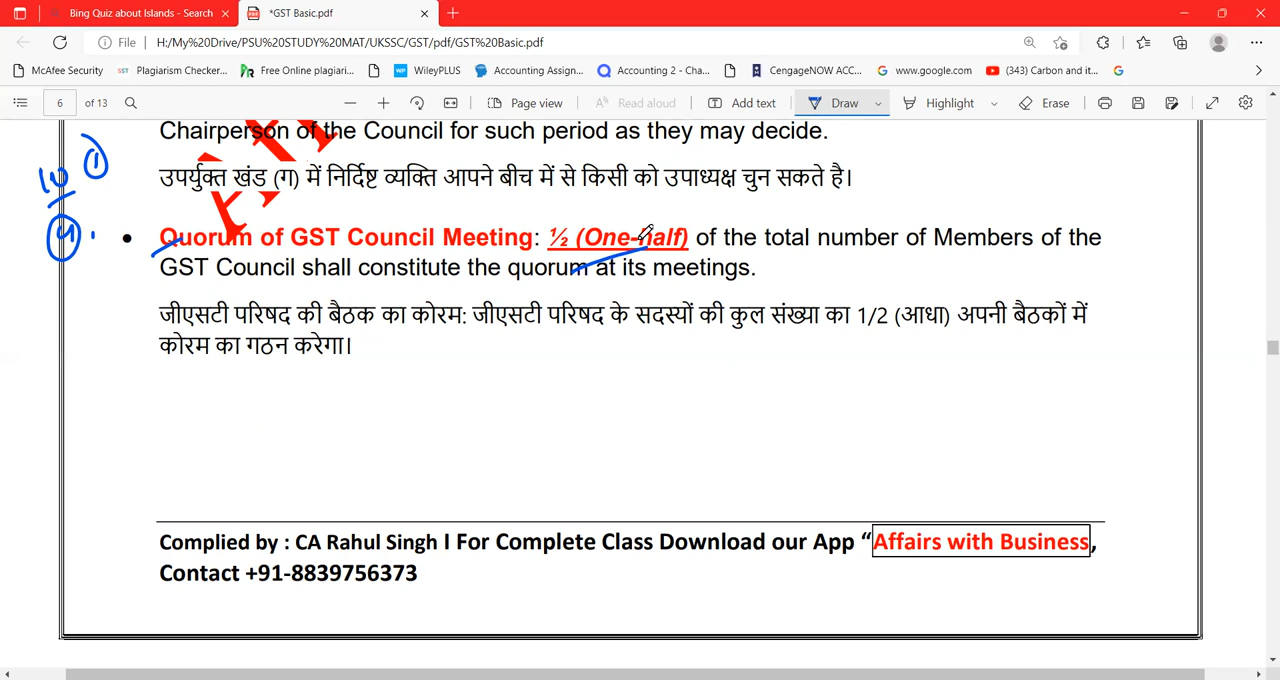 Bing Quiz about Islands - Search
*GST Basic.pdf
File H:/My%20Drive/PSU%20STUDY%20MAT/UKSSC/GST/pdf/GST%20Basic.pdf
McAfee Security SST Plagiarism Checker... Free Online plagiari... WP WileyPLUS Accounting Assign... Accounting 2 - Cha... CengageNOW ACC... www.google.com (343) Carbon and it...
6 of 13 Page view Read aloud Add text Draw Highlight Erase
Chairperson of the Council for such period as they may decide.
①
उपर्युक्त खंड (ग) में निर्दिष्ट व्यक्ति आपने बीच में से किसी को उपाध्यक्ष चुन सकते है।
10
• Quorum of GST Council Meeting: ½ (One-half) of the total number of Members of the
GST Council shall constitute the quorum at its meetings.
जीएसटी परिषद की बैठक का कोरम: जीएसटी परिषद के सदस्यों की कुल संख्या का 1/2 (आधा) अपनी बैठकों में
कोरम का गठन करेगा।
Complied by : CA Rahul Singh I For Complete Class Download our App “Affairs with Business,
Contact +91-8839756373